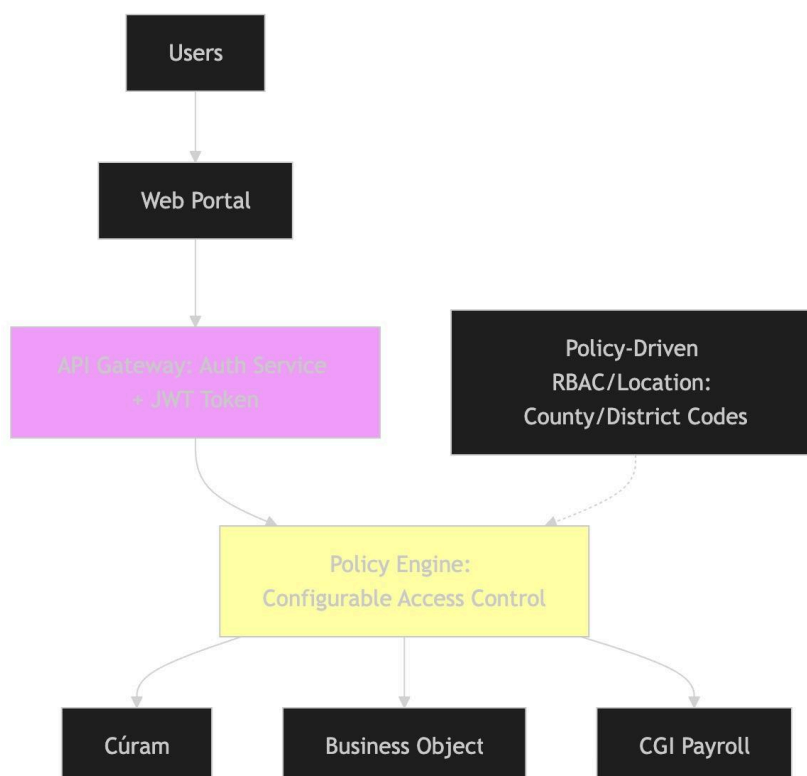 Users
Web Portal
API Gateway: Auth Service
+ JWT Token
Policy-Driven
RBAC/Location:
County/District Codes
Policy Engine:
Configurable Access Control
Cúram
Business Object
CGI Payroll